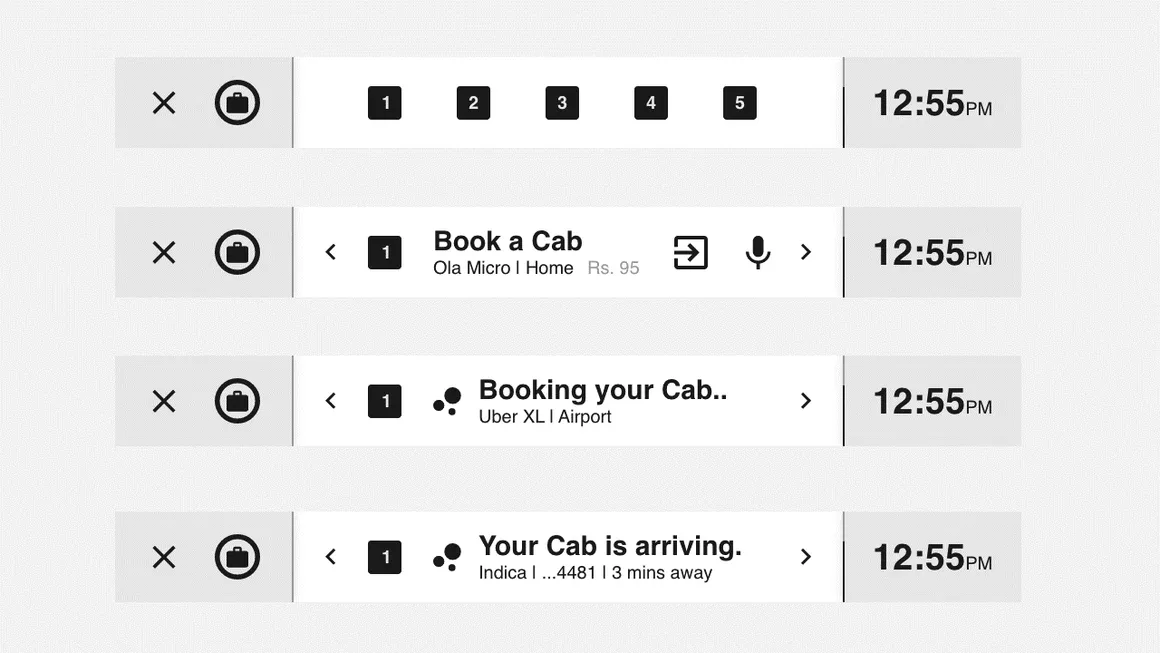 1 2 3 4 5 12:55PM
1 Book a Cab 12:55PM
Ola Micro | Home Rs. 95
1 Booking your Cab.. 12:55PM
Uber XL | Airport
1 Your Cab is arriving. 12:55PM
Indica | ...4481 | 3 mins away